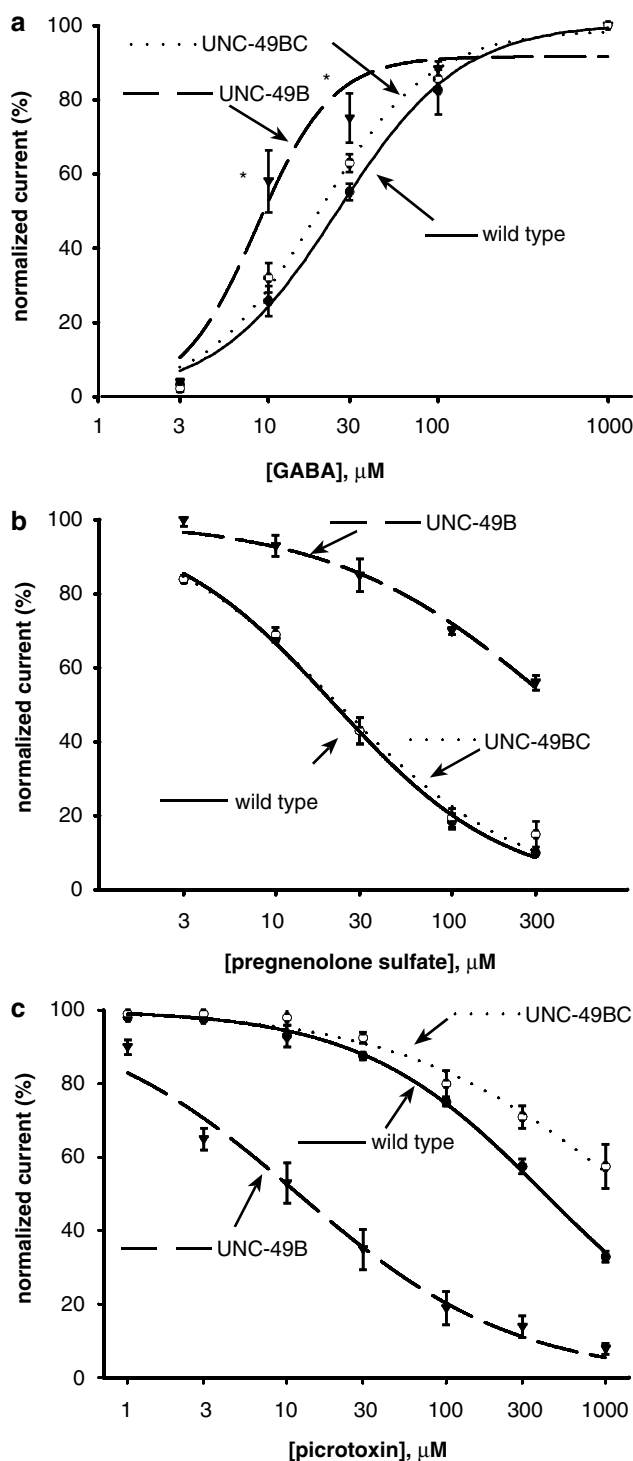 a
normalized current (%)
100
80
60
40
20
0
UNC-49BC
UNC-49B
*
*
wild type
1
3
10
30
100
1000
[GABA], μM
b
normalized current (%)
100
80
60
40
20
0
UNC-49B
UNC-49BC
wild type
3
10
30
100
300
[pregnenolone sulfate], μM
c
normalized current (%)
100
80
60
40
20
0
UNC-49BC
wild type
UNC-49B
1
3
10
30
100
300
1000
[picrotoxin], μM